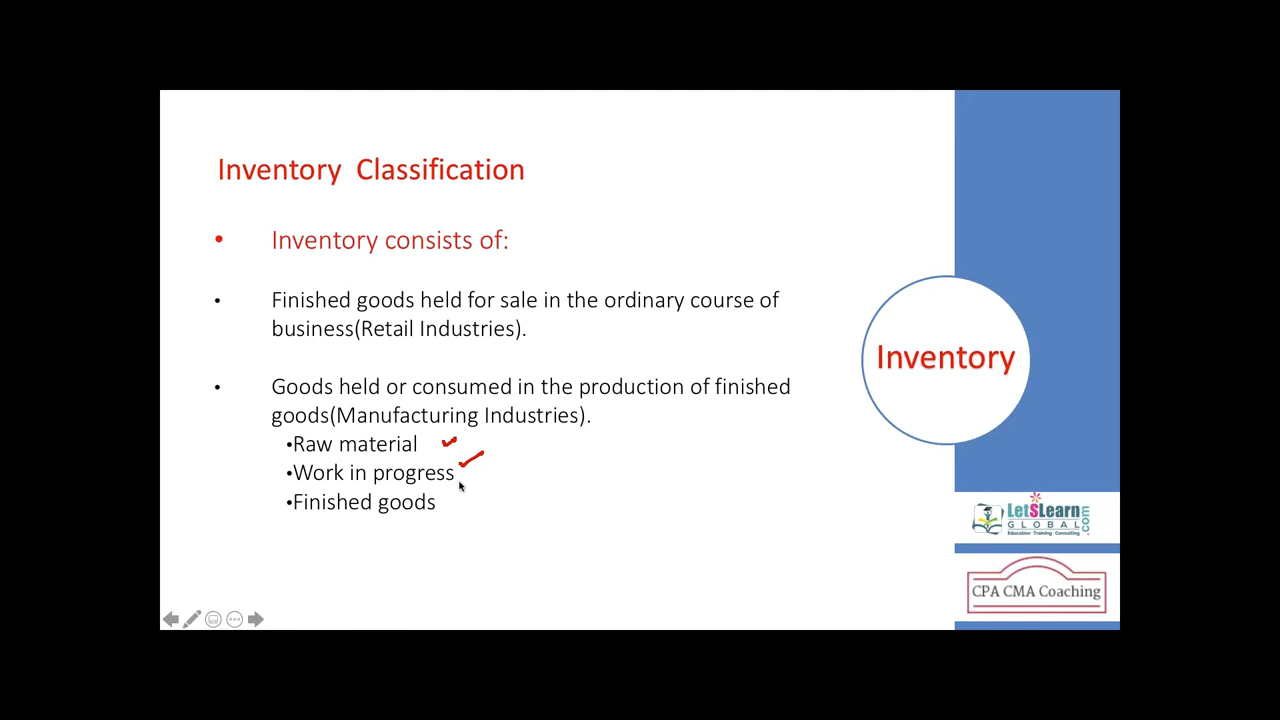 Inventory Classification
• Inventory consists of:
• Finished goods held for sale in the ordinary course of
business(Retail Industries).
• Goods held or consumed in the production of finished
goods(Manufacturing Industries).
•Raw material
•Work in progress
•Finished goods
Inventory
LetSLearn
GLOBAL
.com
Education · Training · Consulting
CPA CMA Coaching